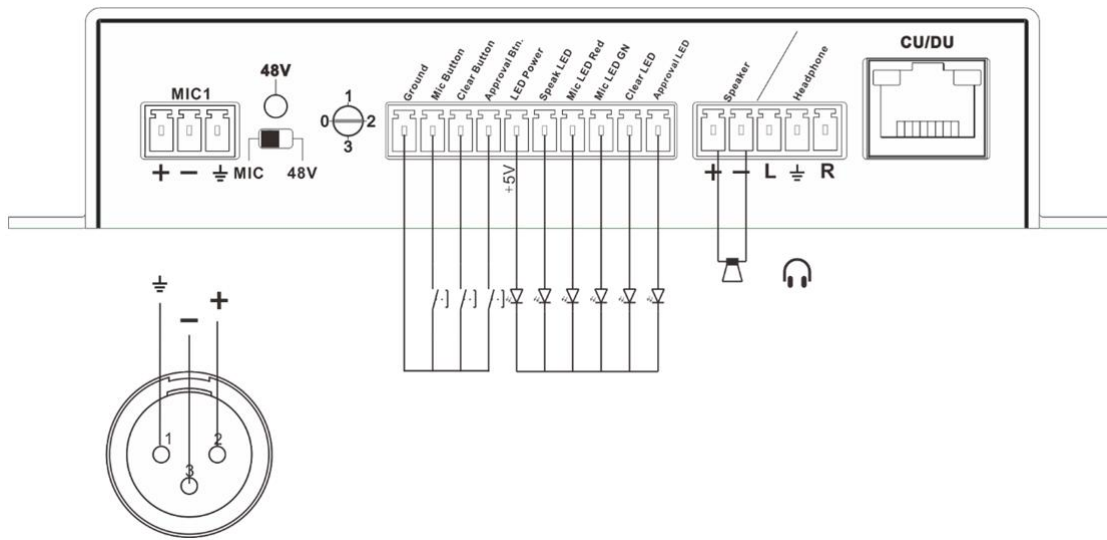 CU/DU
48V
MIC1
Ground
Mic Button
Clear Button
Approval Btn.
LED Power
Speak LED
Mic LED Red
Mic LED GN
Clear LED
Approval LED
Speaker
Headphone
1
0 2
3
+ − MIC 48V
+5V
+ − L R
− +
1 2
3